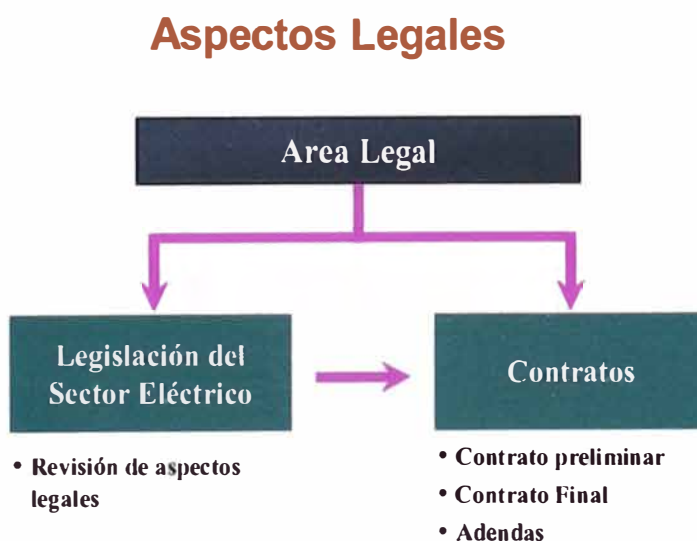 Aspectos Legales
Area Legal
Legislación del
Sector Eléctrico
Contratos
• Revisión de aspectos
legales
• Contrato preliminar
• Contrato Final
• Adendas